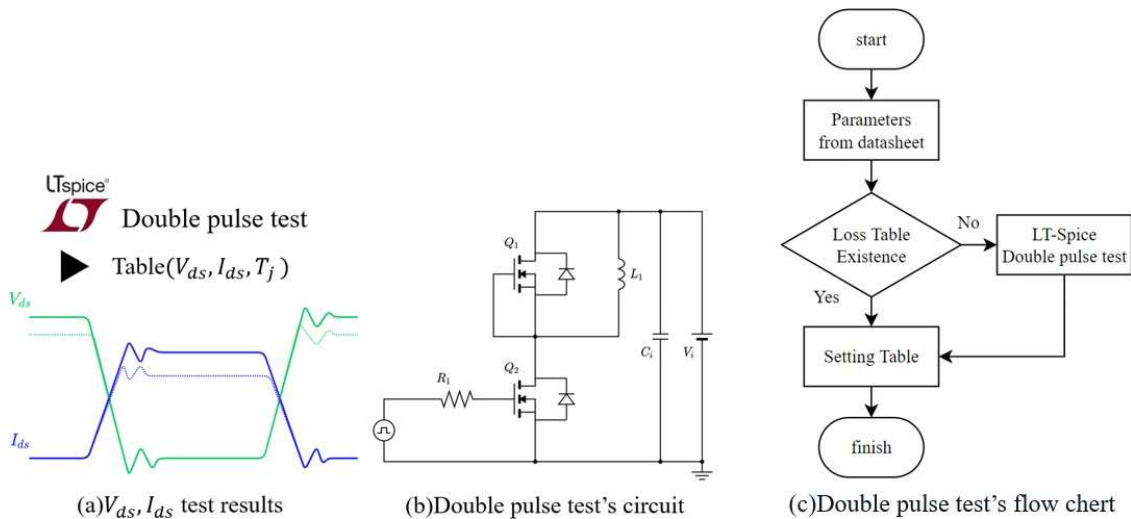 LTspice®
Double pulse test
Table(V_ds, I_ds, T_j)
V_ds
I_ds
(a)V_ds, I_ds test results
Q_1
L_1
Q_2
R_1
C_i
V_i
(b)Double pulse test's circuit
start
Parameters
from datasheet
Loss Table
Existence
No
LT-Spice
Double pulse test
Yes
Setting Table
finish
(c)Double pulse test's flow chert